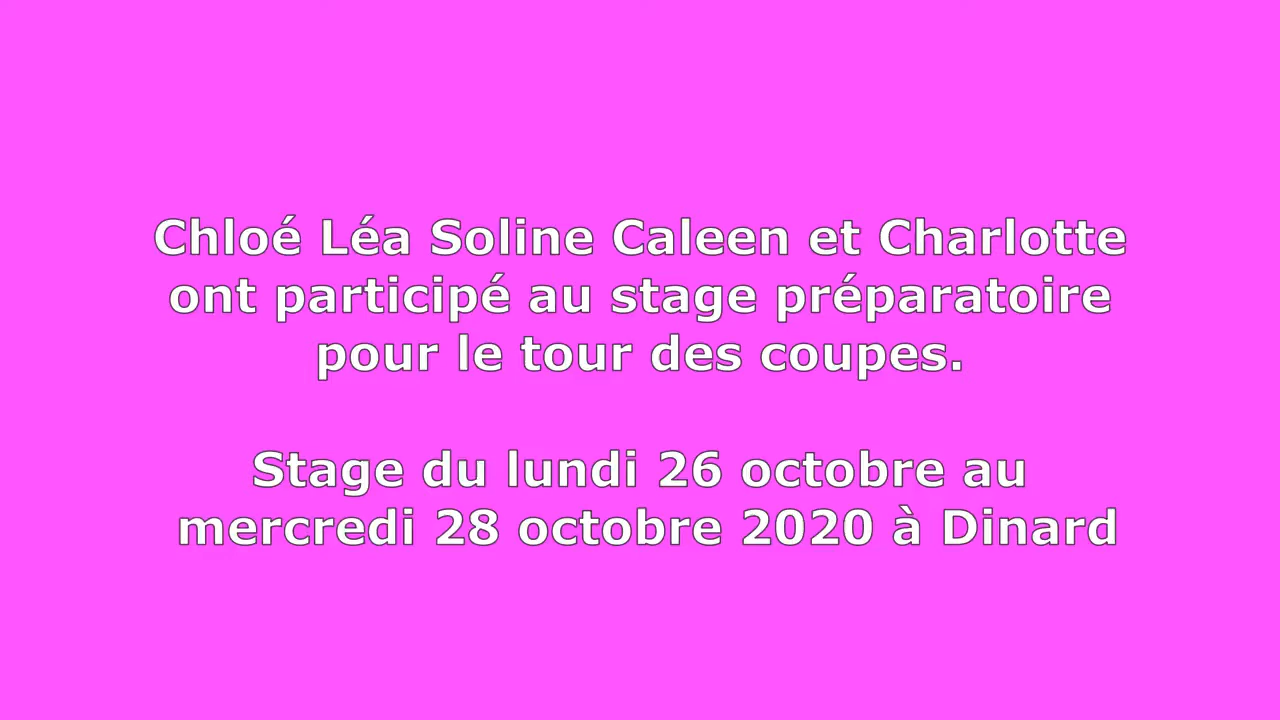 Chloé Léa Soline Caleen et Charlotte
ont participé au stage préparatoire
pour le tour des coupes.
Stage du lundi 26 octobre au
mercredi 28 octobre 2020 à Dinard